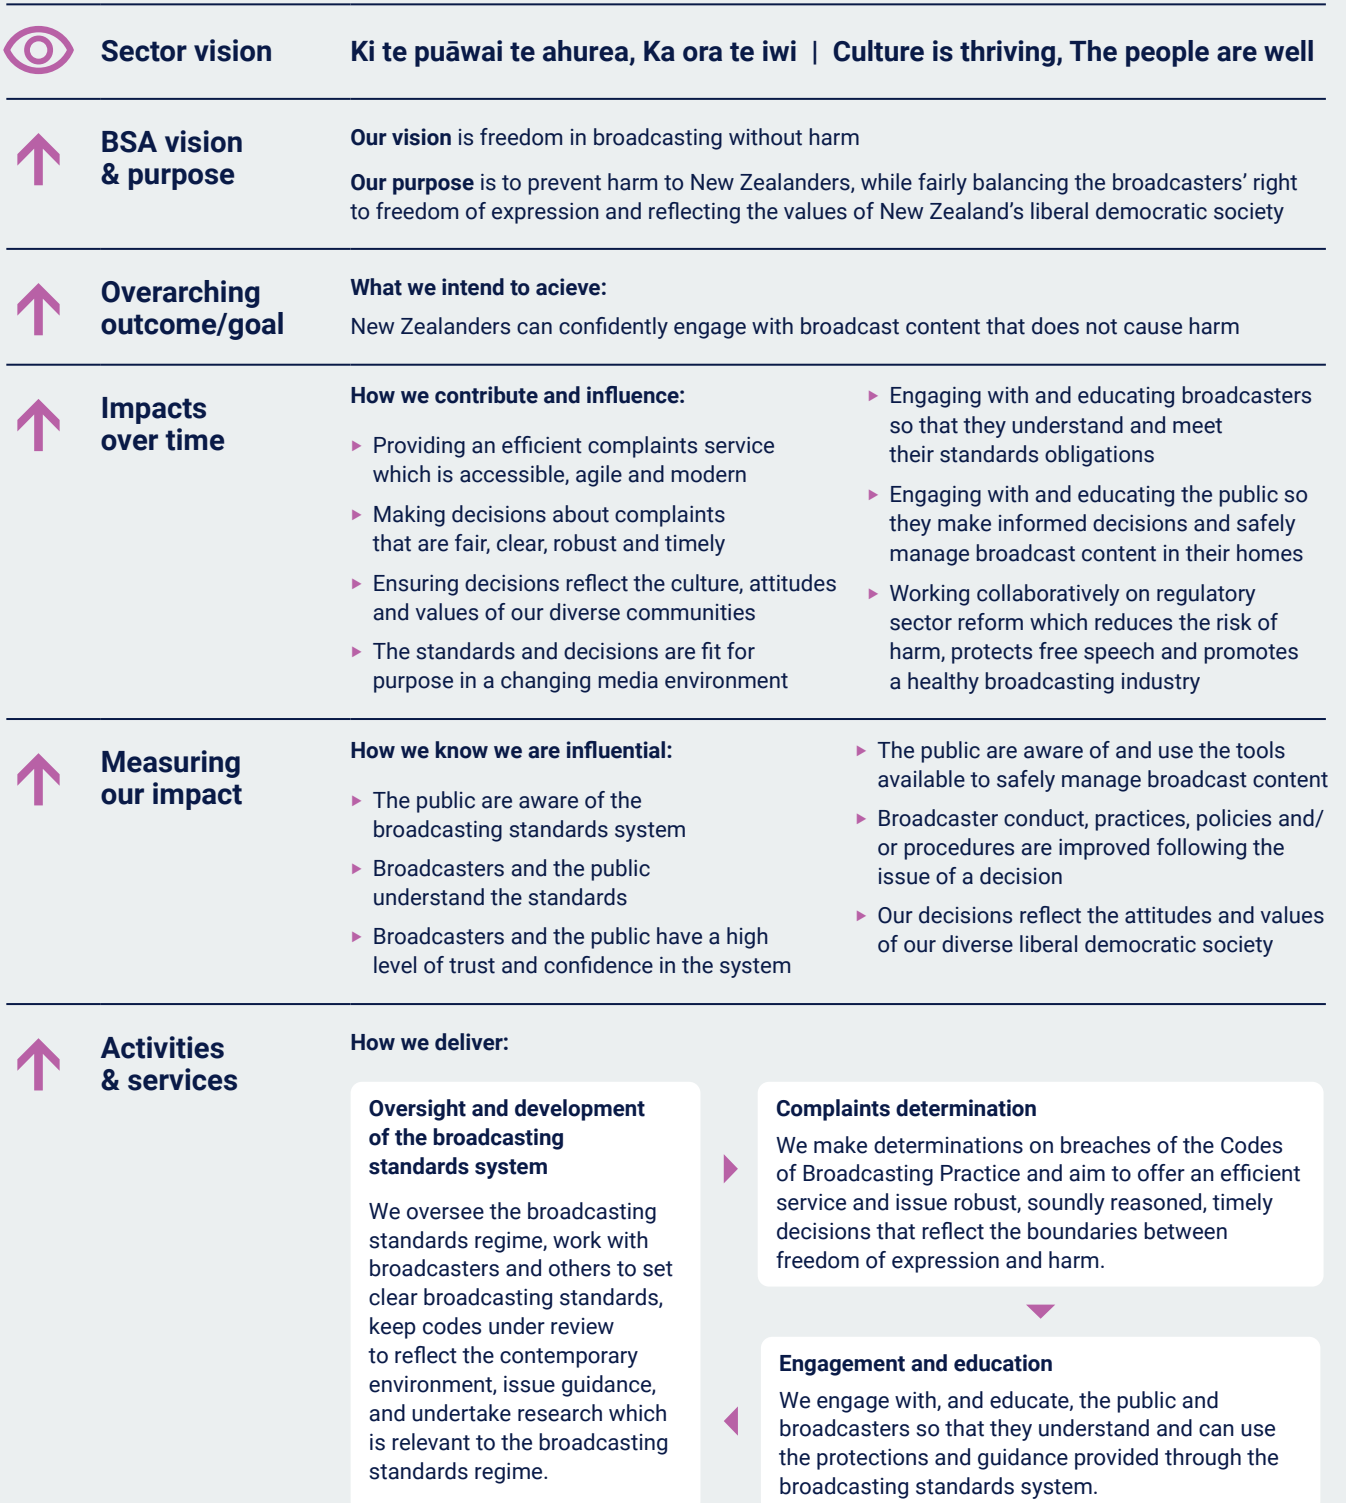 Sector vision
Ki te puāwai te ahurea, Ka ora te iwi | Culture is thriving, The people are well
BSA vision
& purpose
Our vision is freedom in broadcasting without harm
Our purpose is to prevent harm to New Zealanders, while fairly balancing the broadcasters’ right
to freedom of expression and reflecting the values of New Zealand’s liberal democratic society
Overarching
outcome/goal
What we intend to acieve:
New Zealanders can confidently engage with broadcast content that does not cause harm
Impacts
over time
How we contribute and influence:
Providing an efficient complaints service
which is accessible, agile and modern
Making decisions about complaints
that are fair, clear, robust and timely
Ensuring decisions reflect the culture, attitudes
and values of our diverse communities
The standards and decisions are fit for
purpose in a changing media environment
Engaging with and educating broadcasters
so that they understand and meet
their standards obligations
Engaging with and educating the public so
they make informed decisions and safely
manage broadcast content in their homes
Working collaboratively on regulatory
sector reform which reduces the risk of
harm, protects free speech and promotes
a healthy broadcasting industry
Measuring
our impact
How we know we are influential:
The public are aware of the
broadcasting standards system
Broadcasters and the public
understand the standards
Broadcasters and the public have a high
level of trust and confidence in the system
The public are aware of and use the tools
available to safely manage broadcast content
Broadcaster conduct, practices, policies and/
or procedures are improved following the
issue of a decision
Our decisions reflect the attitudes and values
of our diverse liberal democratic society
Activities
& services
How we deliver:
Oversight and development
of the broadcasting
standards system
We oversee the broadcasting
standards regime, work with
broadcasters and others to set
clear broadcasting standards,
keep codes under review
to reflect the contemporary
environment, issue guidance,
and undertake research which
is relevant to the broadcasting
standards regime.
Complaints determination
We make determinations on breaches of the Codes
of Broadcasting Practice and aim to offer an efficient
service and issue robust, soundly reasoned, timely
decisions that reflect the boundaries between
freedom of expression and harm.
Engagement and education
We engage with, and educate, the public and
broadcasters so that they understand and can use
the protections and guidance provided through the
broadcasting standards system.